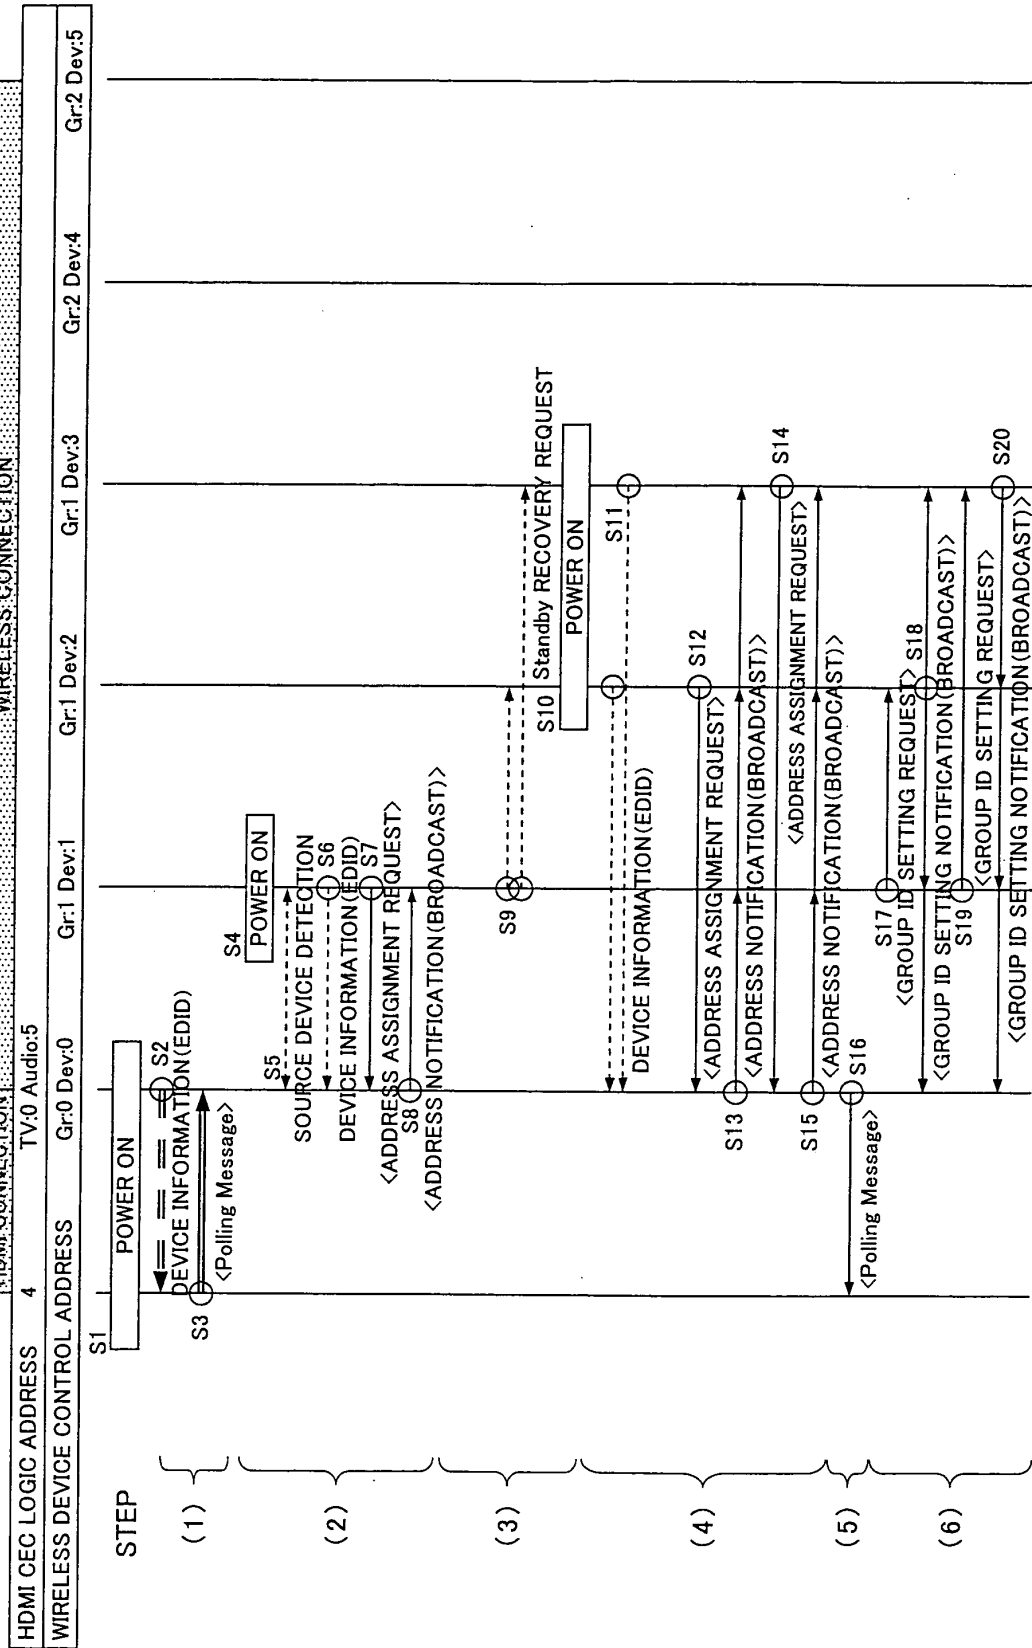 HDMI CONNECTION
WIRELESS CONNECTION
HDMI CEC LOGIC ADDRESS 4 TV:0 Audio:5
WIRELESS DEVICE CONTROL ADDRESS Gr:0 Dev:0 Gr:1 Dev:1 Gr:1 Dev:2 Gr:1 Dev:3 Gr:2 Dev:4 Gr:2 Dev:5
STEP
(1)
S1
POWER ON
S2
DEVICE INFORMATION(EDID)
S3
<Polling Message>
(2)
S4
POWER ON
S5
SOURCE DEVICE DETECTION
S6
DEVICE INFORMATION(EDID)
S7
<ADDRESS ASSIGNMENT REQUEST>
S8
<ADDRESS NOTIFICATION(BROADCAST)>
(3)
S9
S10 Standby RECOVERY REQUEST
POWER ON
(4)
S11
DEVICE INFORMATION(EDID)
S12
<ADDRESS ASSIGNMENT REQUEST>
S13
<ADDRESS NOTIFICATION(BROADCAST)>
S14
<ADDRESS ASSIGNMENT REQUEST>
S15
<ADDRESS NOTIFICATION(BROADCAST)>
(5)
S16
<Polling Message>
(6)
S17
<GROUP ID SETTING REQUEST>
S18
<GROUP ID SETTING NOTIFICATION(BROADCAST)>
S19
<GROUP ID SETTING REQUEST>
S20
<GROUP ID SETTING NOTIFICATION(BROADCAST)>